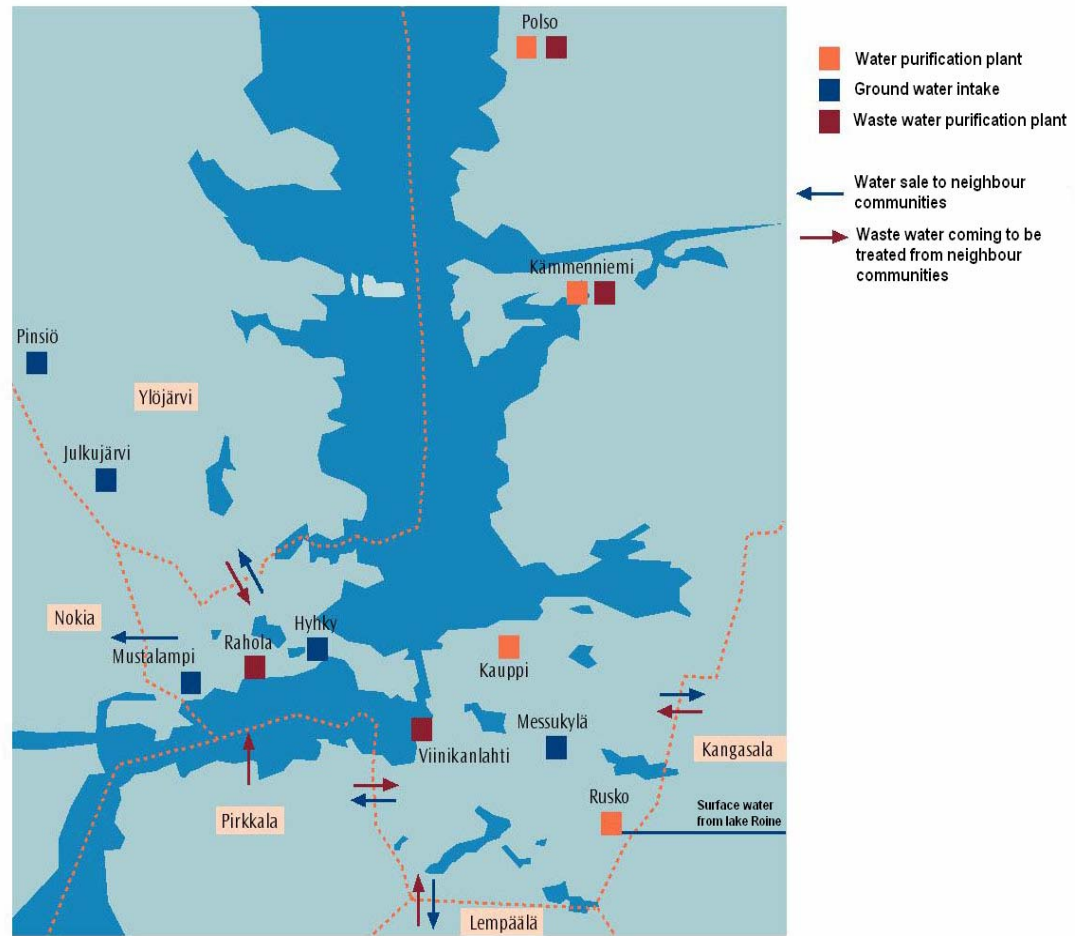 Polso
Water purification plant
Ground water intake
Waste water purification plant
Water sale to neighbour
communities
Waste water coming to be
treated from neighbour
communities
Kämmenniemi
Pinsiö
Ylöjärvi
Julkujärvi
Nokia
Hyhky
Rahola
Mustalampi
Kauppi
Messukylä
Viinikanlahti
Kangasala
Rusko
Surface water
from lake Roine
Pirkkala
Lempäälä